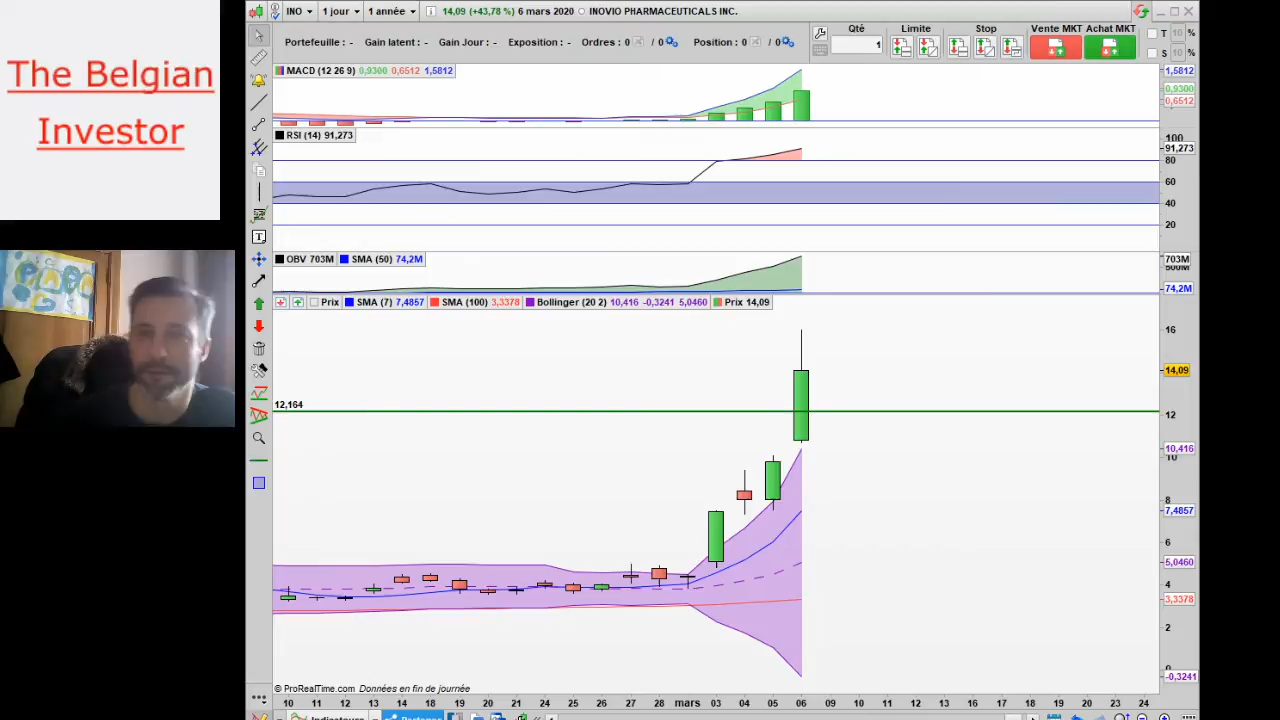 The Belgian
Investor
INO 1 jour 1 année 14,09 (+43,78 %) 6 mars 2020 INOVIO PHARMACEUTICALS INC.
Qté Limite Stop Vente MKT Achat MKT
T 10 %
Portefeuille : - Gain latent : - Gain Jour : - Exposition : - Ordres : 0 / 0 Position : 0 / 0 1
S 10 %
MACD (12 26 9) 0,9300 0,6512 1,5812
1,5812
0,9300
0,6512
RSI (14) 91,273
100
91,273
80
60
40
20
OBV 703M SMA (50) 74,2M
703M
500M
74,2M
Prix SMA (7) 7,4857 SMA (100) 3,3378 Bollinger (20 2) 10,416 -0,3241 5,0460 Prix 14,09
16
14,09
12,164
12
10,416
10
8
7,4857
6
5,0460
4
3,3378
2
0
-0,3241
© ProRealTime.com Données en fin de journée
10 11 12 13 14 18 19 20 21 24 25 26 27 28 mars 03 04 05 06 09 10 11 12 13 16 17 18 19 20 23 24
Indicateurs Partager